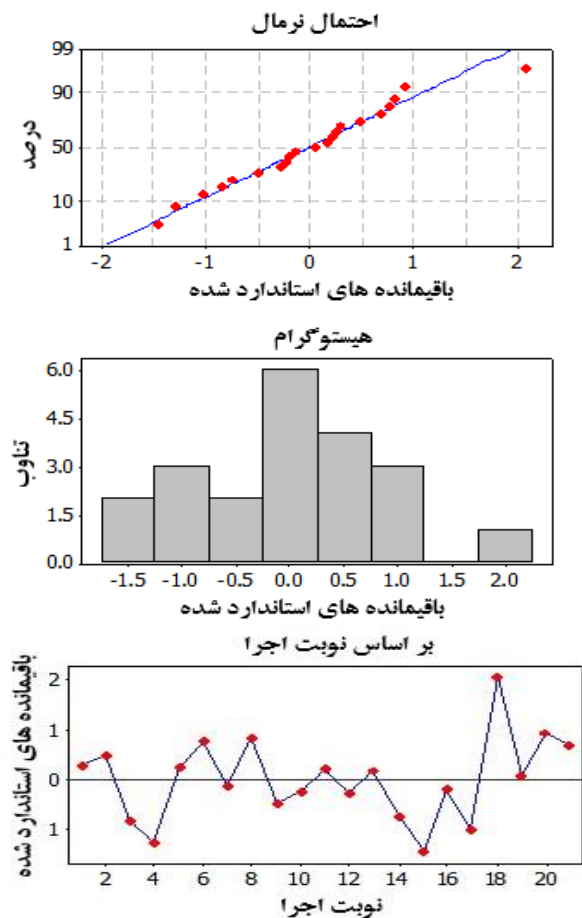 احتمال نرمال
درصد
99
90
50
10
1
-2 -1 0 1 2
باقیمانده های استاندارد شده
هیستوگرام
تناوب
6.0
4.5
3.0
1.5
0.0
-1.5 -1.0 -0.5 0.0 0.5 1.0 1.5 2.0
باقیمانده های استاندارد شده
بر اساس نوبت اجرا
باقیمانده های استاندارد شده
2
1
0
1
2 4 6 8 10 12 14 16 18 20
نوبت اجرا